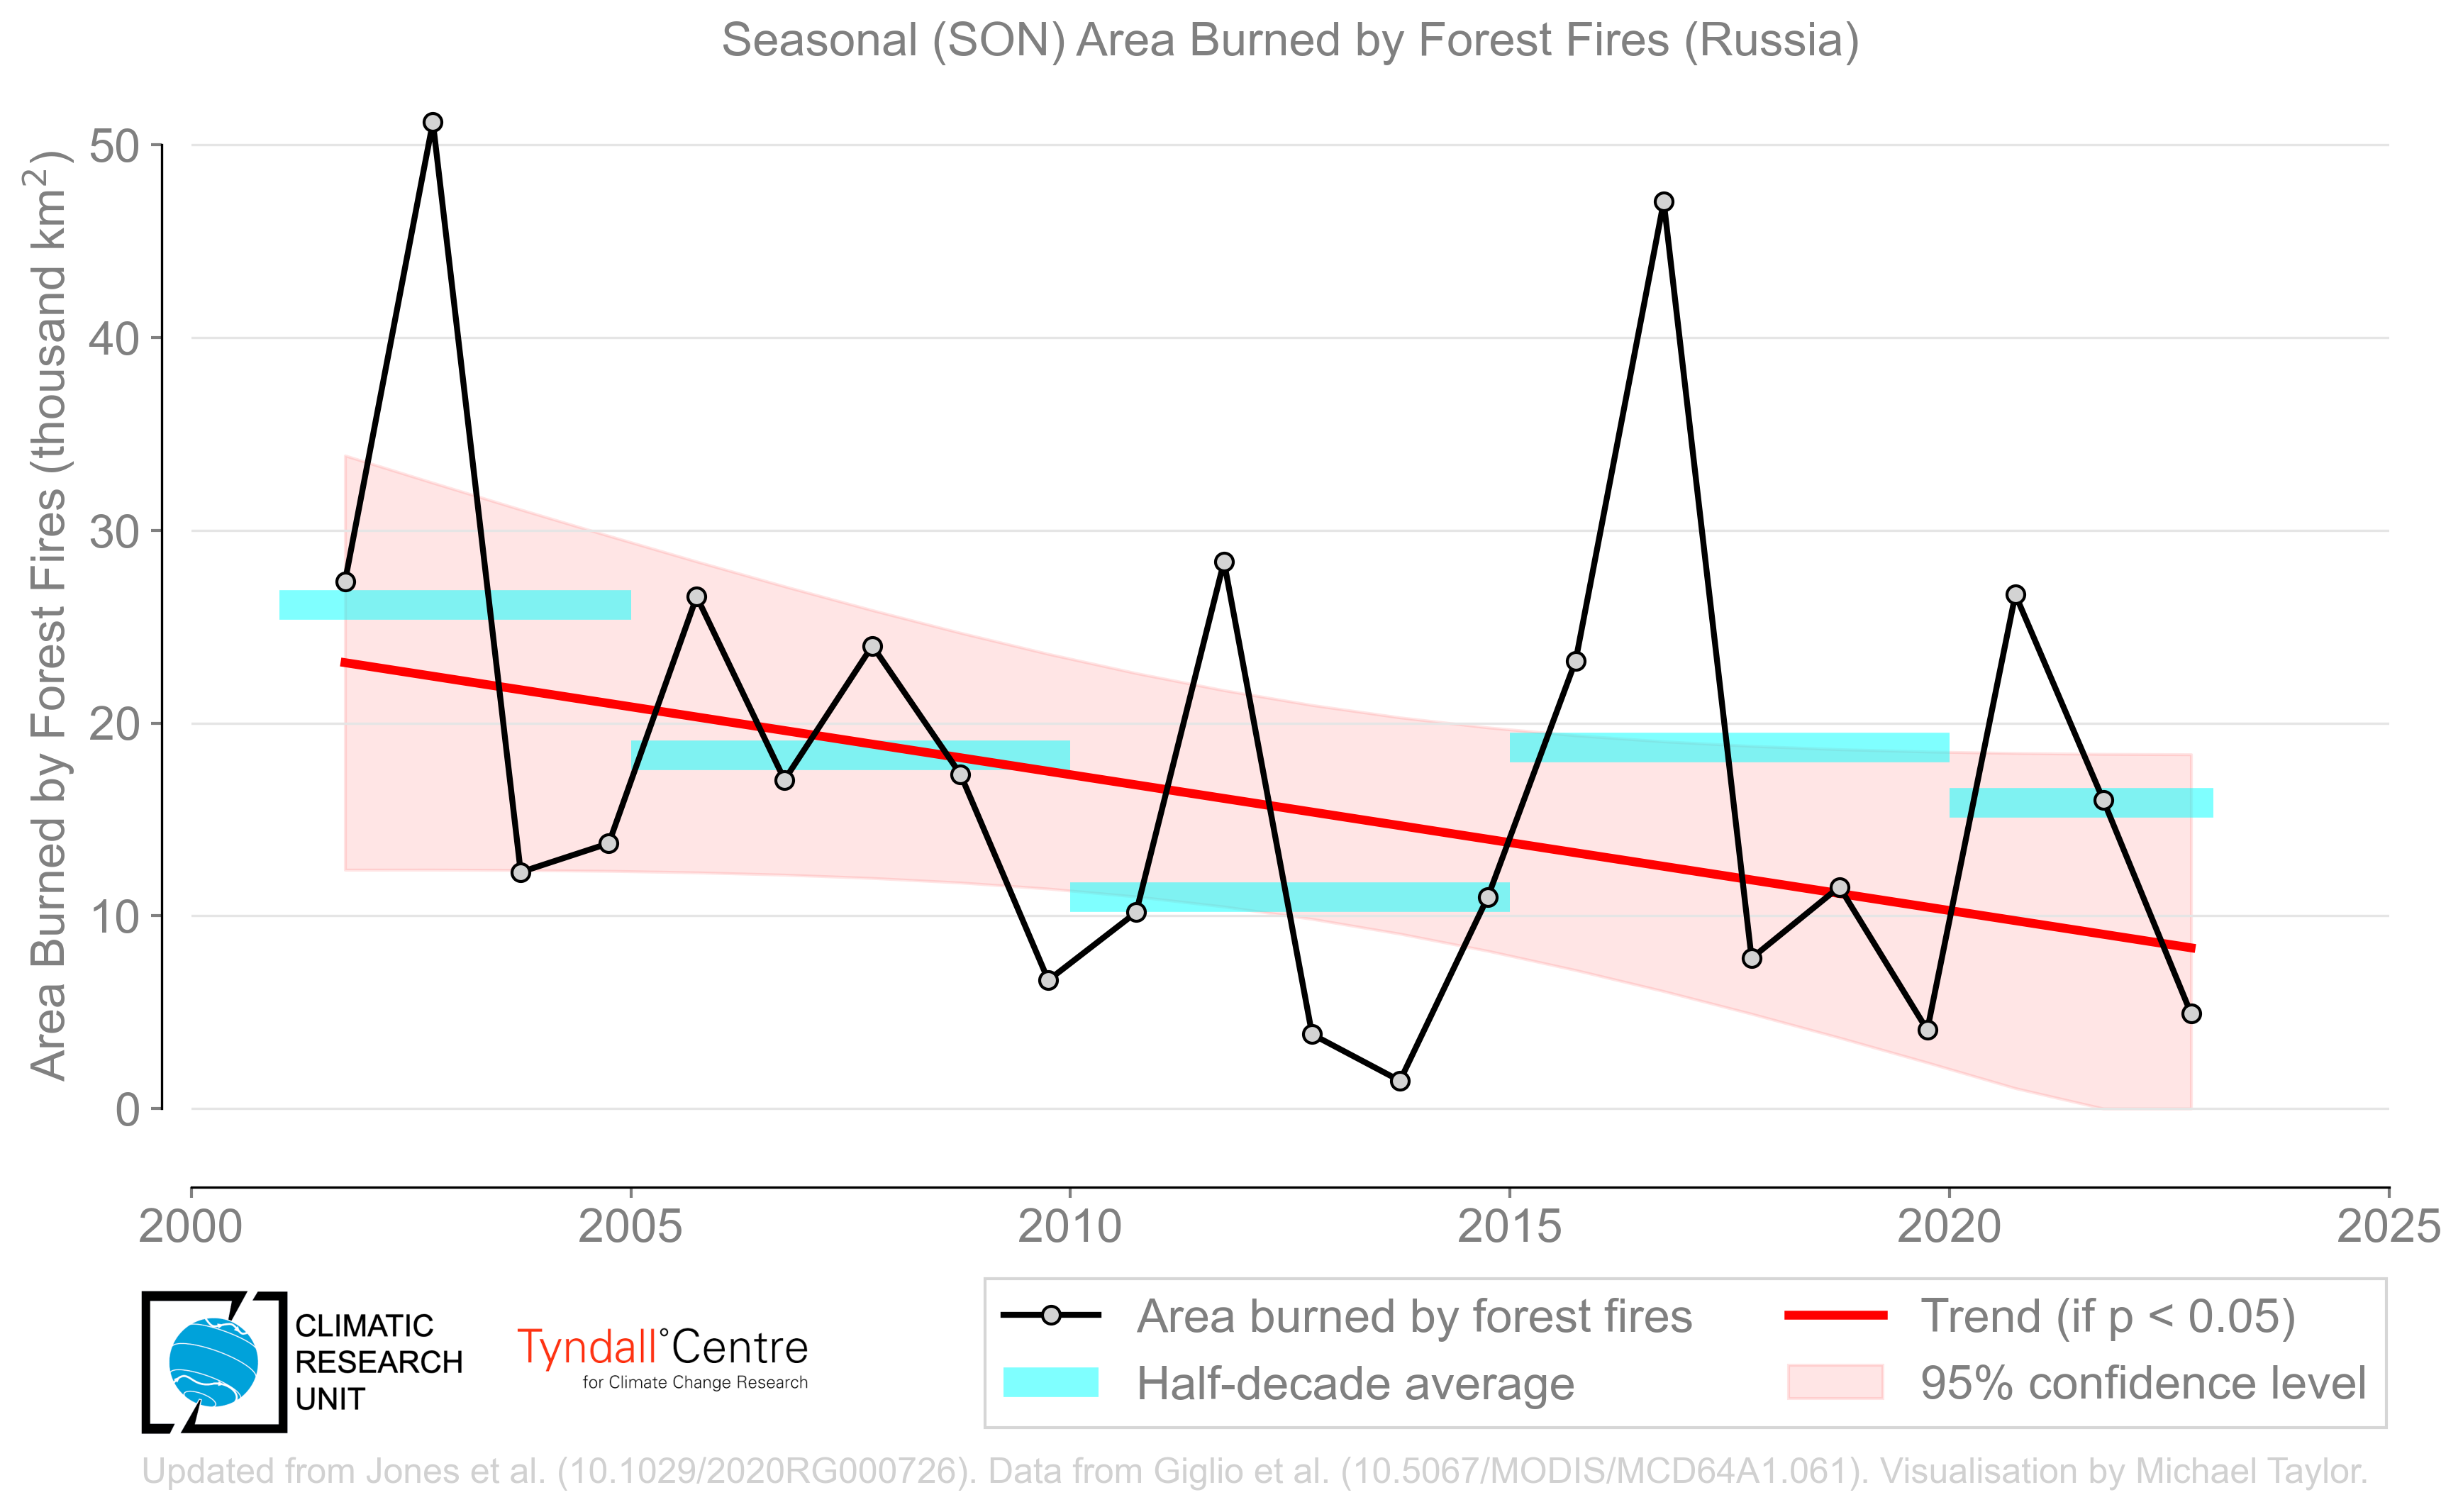 Seasonal (SON) Area Burned by Forest Fires (Russia)
Area Burned by Forest Fires (thousand km²)
50
40
30
20
10
0
2000 2005 2010 2015 2020 2025
CLIMATIC
RESEARCH
UNIT
Tyndall°Centre
for Climate Change Research
Area burned by forest fires
Half-decade average
Trend (if p < 0.05)
95% confidence level
Updated from Jones et al. (10.1029/2020RG000726). Data from Giglio et al. (10.5067/MODIS/MCD64A1.061). Visualisation by Michael Taylor.